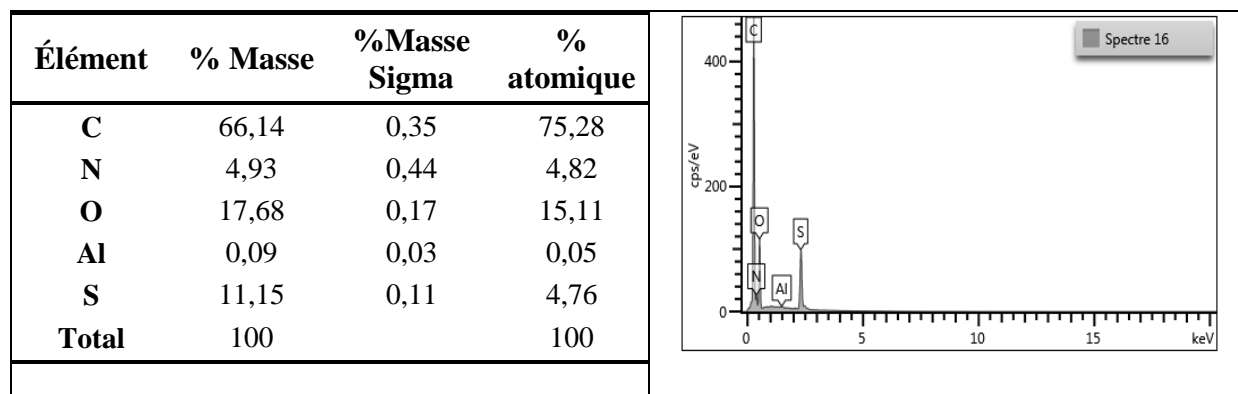 Élément % Masse %Masse Sigma % atomique
C 66,14 0,35 75,28
N 4,93 0,44 4,82
O 17,68 0,17 15,11
Al 0,09 0,03 0,05
S 11,15 0,11 4,76
Total 100 100
Spectre 16
cps/eV
400
200
0
C
O
N
Al
S
0 5 10 15 keV